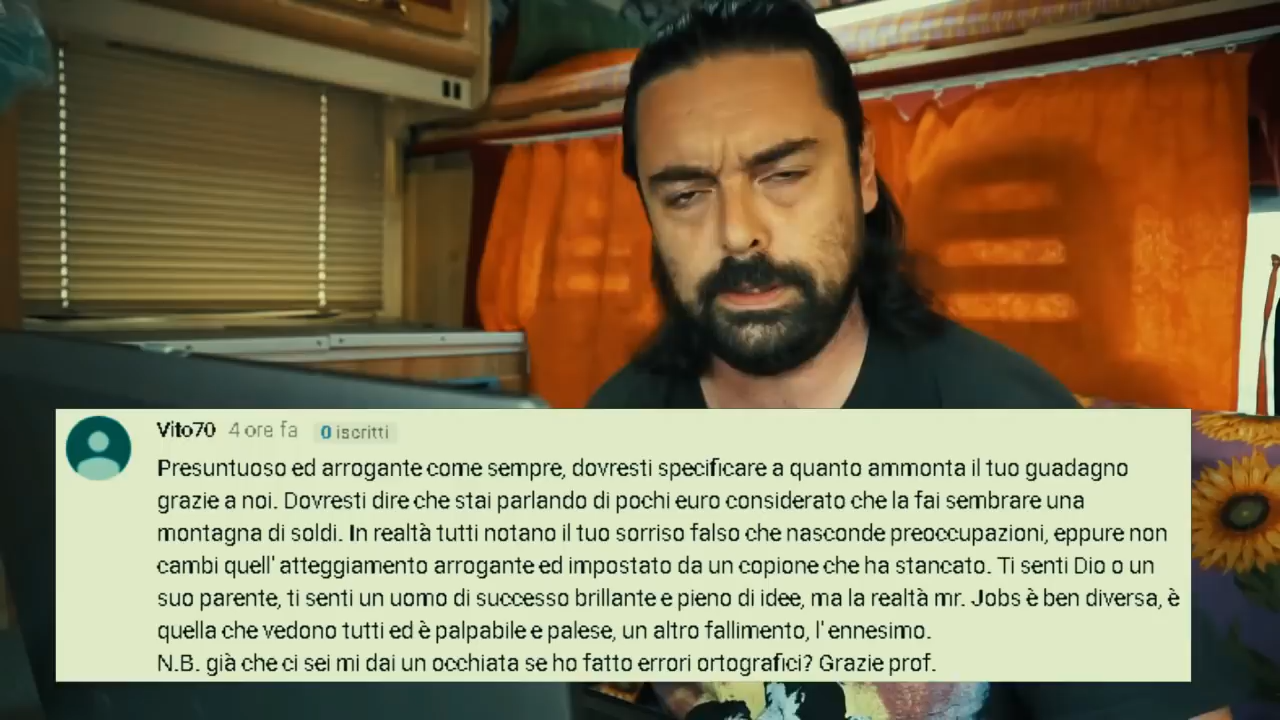 Vito70 4 ore fa 0 iscritti
Presuntuoso ed arrogante come sempre, dovresti specificare a quanto ammonta il tuo guadagno
grazie a noi. Dovresti dire che stai parlando di pochi euro considerato che la fai sembrare una
montagna di soldi. In realtà tutti notano il tuo sorriso falso che nasconde preoccupazioni, eppure non
cambi quell' atteggiamento arrogante ed impostato da un copione che ha stancato. Ti senti Dio o un
suo parente, ti senti un uomo di successo brillante e pieno di idee, ma la realtà mr. Jobs è ben diversa, è
quella che vedono tutti ed è palpabile e palese, un altro fallimento, l' ennesimo.
N.B. già che ci sei mi dai un occhiata se ho fatto errori ortografici? Grazie prof.